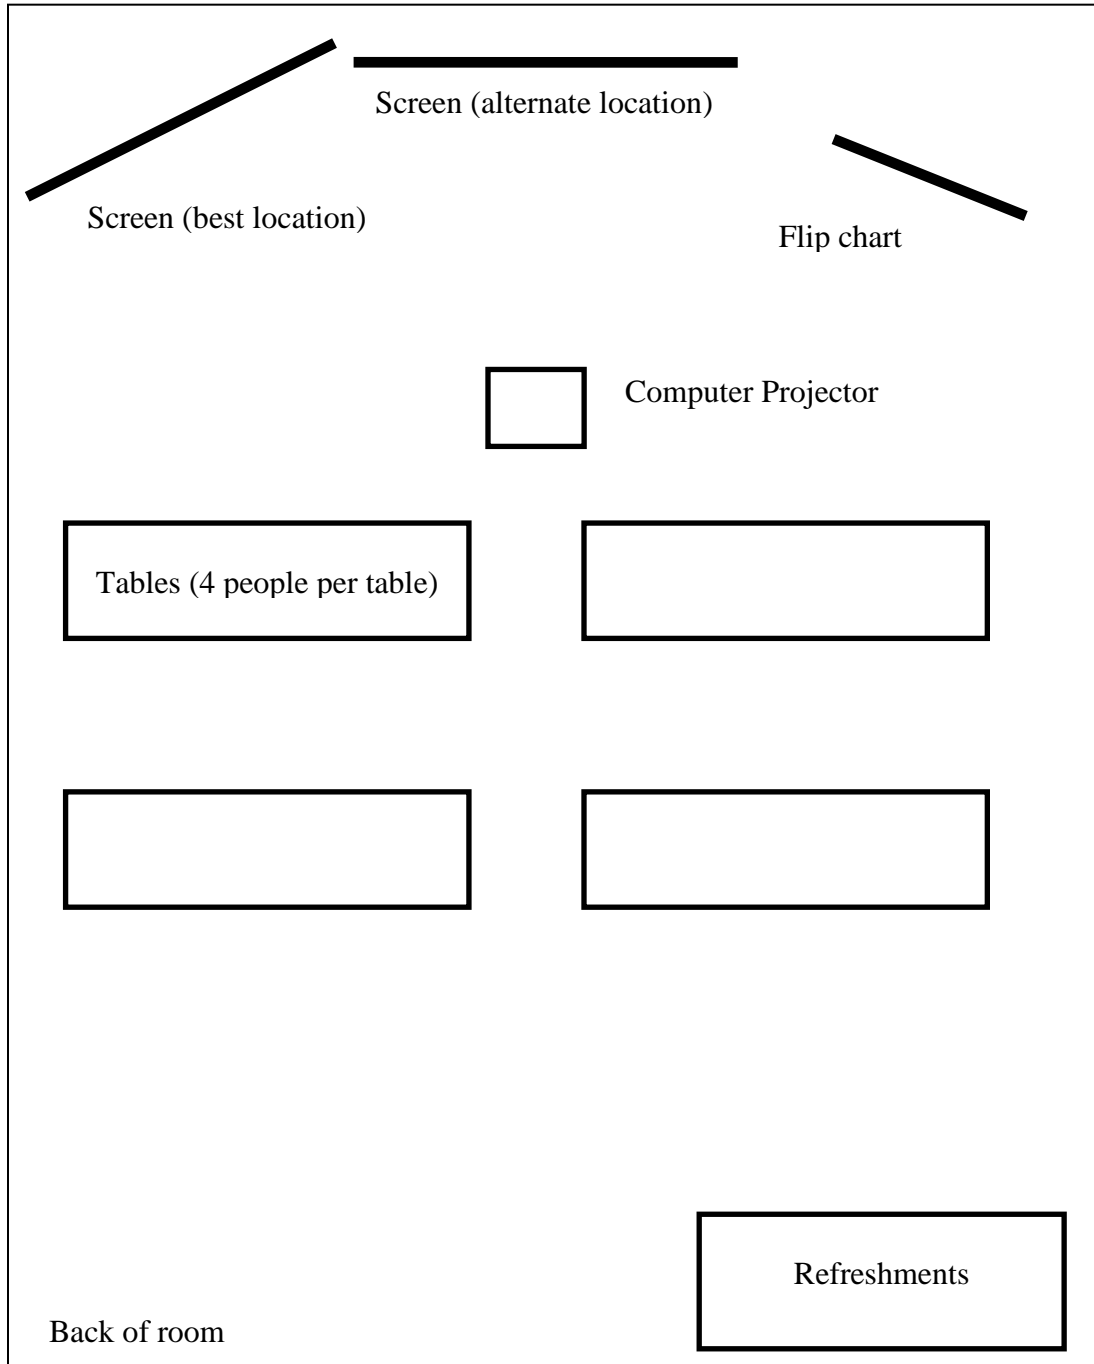 Screen (alternate location)
Screen (best location)
Flip chart
Computer Projector
Tables (4 people per table)
Refreshments
Back of room